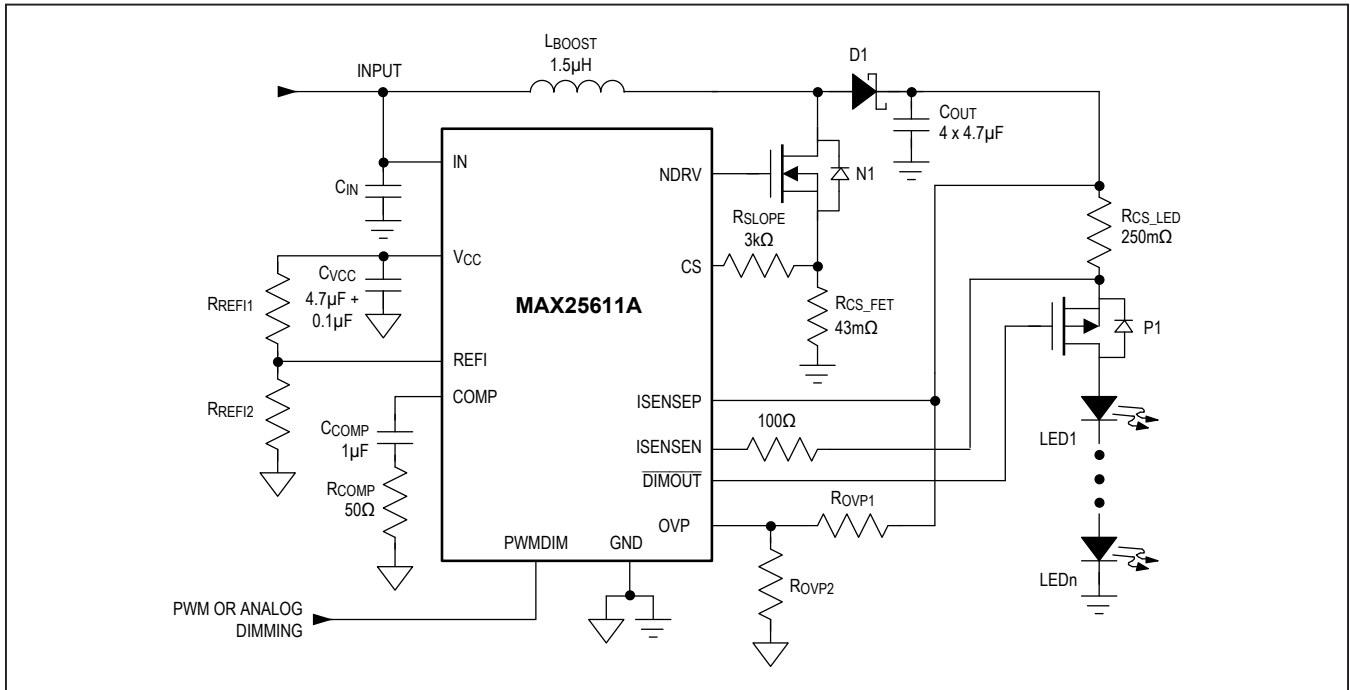 LBOOST
1.5µH
D1
INPUT
COUT
4 x 4.7µF
IN
NDRV
N1
CIN
RSLOPE
3kΩ
RCS_LED
250mΩ
VCC
CS
CVCC
4.7µF +
0.1µF
MAX25611A
RREFI1
RCS_FET
43mΩ
P1
REFI
COMP
ISENSEP
RREFI2
CCOMP
1µF
100Ω
ISENSEN
LED1
DIMOUT
RCOMP
50Ω
ROVP1
OVP
PWMDIM
GND
LEDn
ROVP2
PWM OR ANALOG
DIMMING